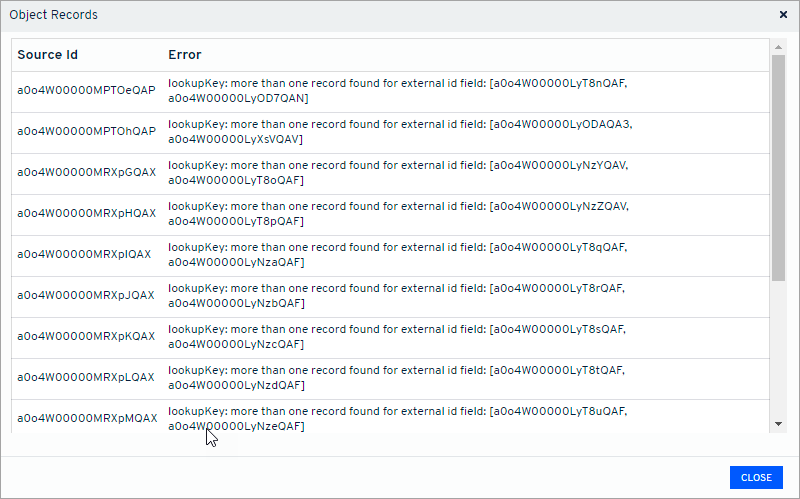 Object Records
Source Id Error
a0o4W00000MPTOeQAP lookupKey: more than one record found for external id field: [a0o4W00000LyT8nQAF,
a0o4W00000LyOD7QAN]
a0o4W00000MPTOhQAP lookupKey: more than one record found for external id field: [a0o4W00000LyODAQA3,
a0o4W00000LyXsVQAV]
a0o4W00000MRXpGQAX lookupKey: more than one record found for external id field: [a0o4W00000LyNzYQAV,
a0o4W00000LyT8oQAF]
a0o4W00000MRXpHQAX lookupKey: more than one record found for external id field: [a0o4W00000LyNzZQAV,
a0o4W00000LyT8pQAF]
a0o4W00000MRXpIQAX lookupKey: more than one record found for external id field: [a0o4W00000LyT8qQAF,
a0o4W00000LyNzaQAF]
a0o4W00000MRXpJQAX lookupKey: more than one record found for external id field: [a0o4W00000LyT8rQAF,
a0o4W00000LyNzbQAF]
a0o4W00000MRXpKQAX lookupKey: more than one record found for external id field: [a0o4W00000LyT8sQAF,
a0o4W00000LyNzcQAF]
a0o4W00000MRXpLQAX lookupKey: more than one record found for external id field: [a0o4W00000LyT8tQAF,
a0o4W00000LyNzdQAF]
a0o4W00000MRXpMQAX lookupKey: more than one record found for external id field: [a0o4W00000LyT8uQAF,
a0o4W00000LyNzeQAF]
CLOSE